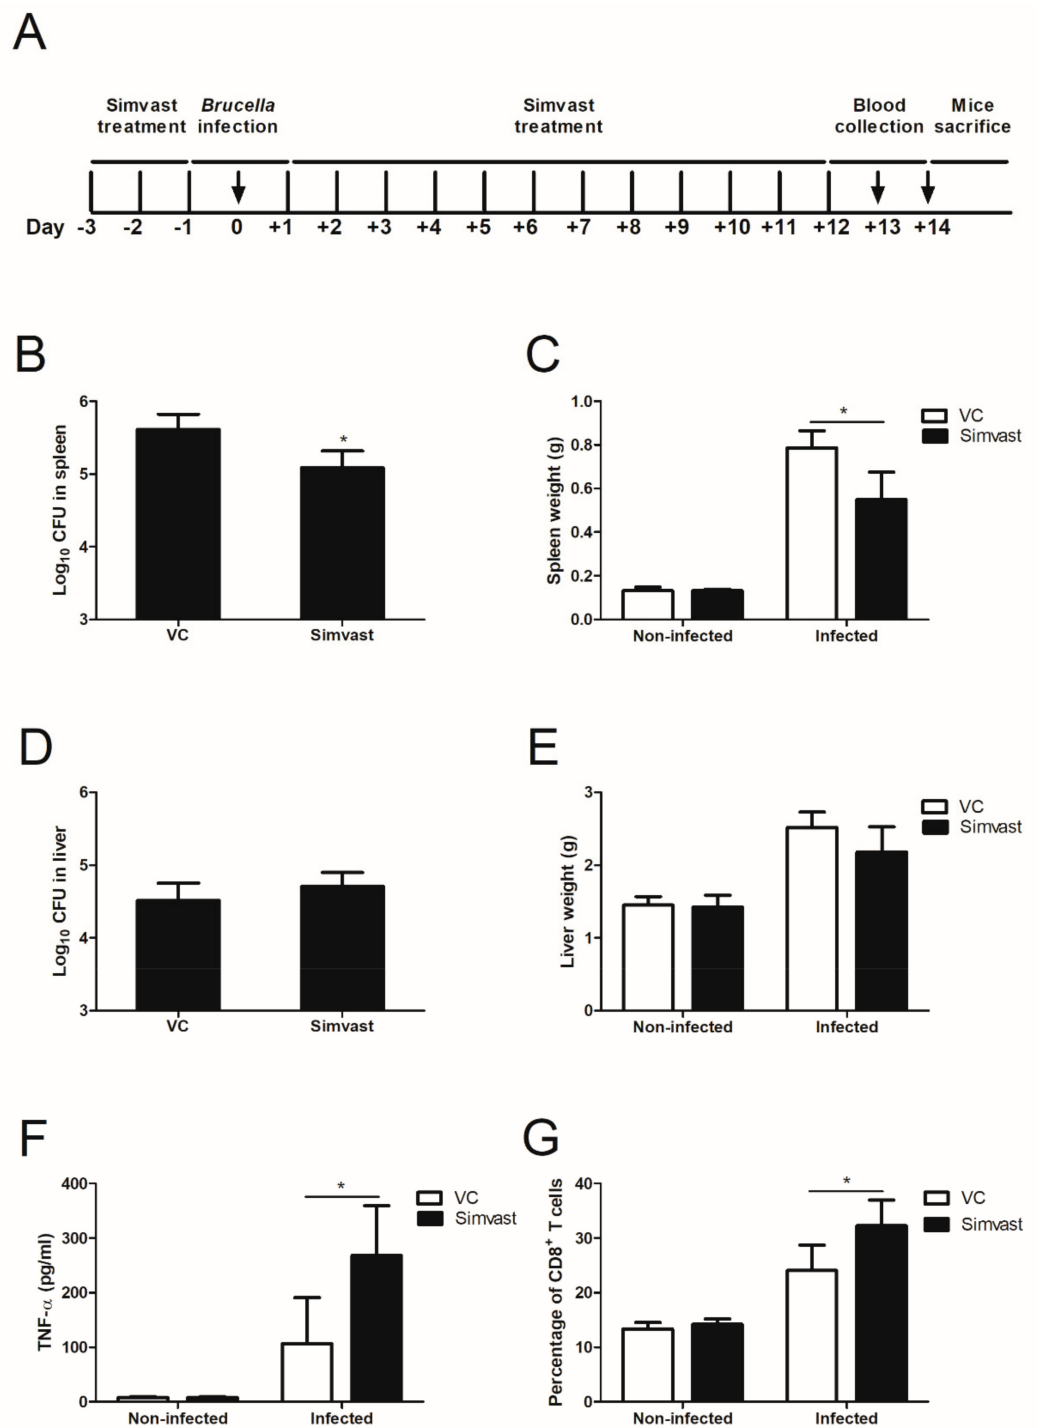 A
Simvast treatment
Brucella infection
Simvast treatment
Blood collection
Mice sacrifice
Day -3 -2 -1 0 +1 +2 +3 +4 +5 +6 +7 +8 +9 +10 +11 +12 +13 +14
B
Log10 CFU in spleen
6
5
4
3
*
VC Simvast
C
Spleen weight (g)
1.0
0.8
0.6
0.4
0.2
0.0
*
VC
Simvast
Non-infected Infected
D
Log10 CFU in liver
6
5
4
3
VC Simvast
E
Liver weight (g)
3
2
1
0
VC
Simvast
Non-infected Infected
F
TNF-α (pg/ml)
400
300
200
100
0
*
VC
Simvast
Non-infected Infected
G
Percentage of CD8+ T cells
40
30
20
10
0
*
VC
Simvast
Non-infected Infected